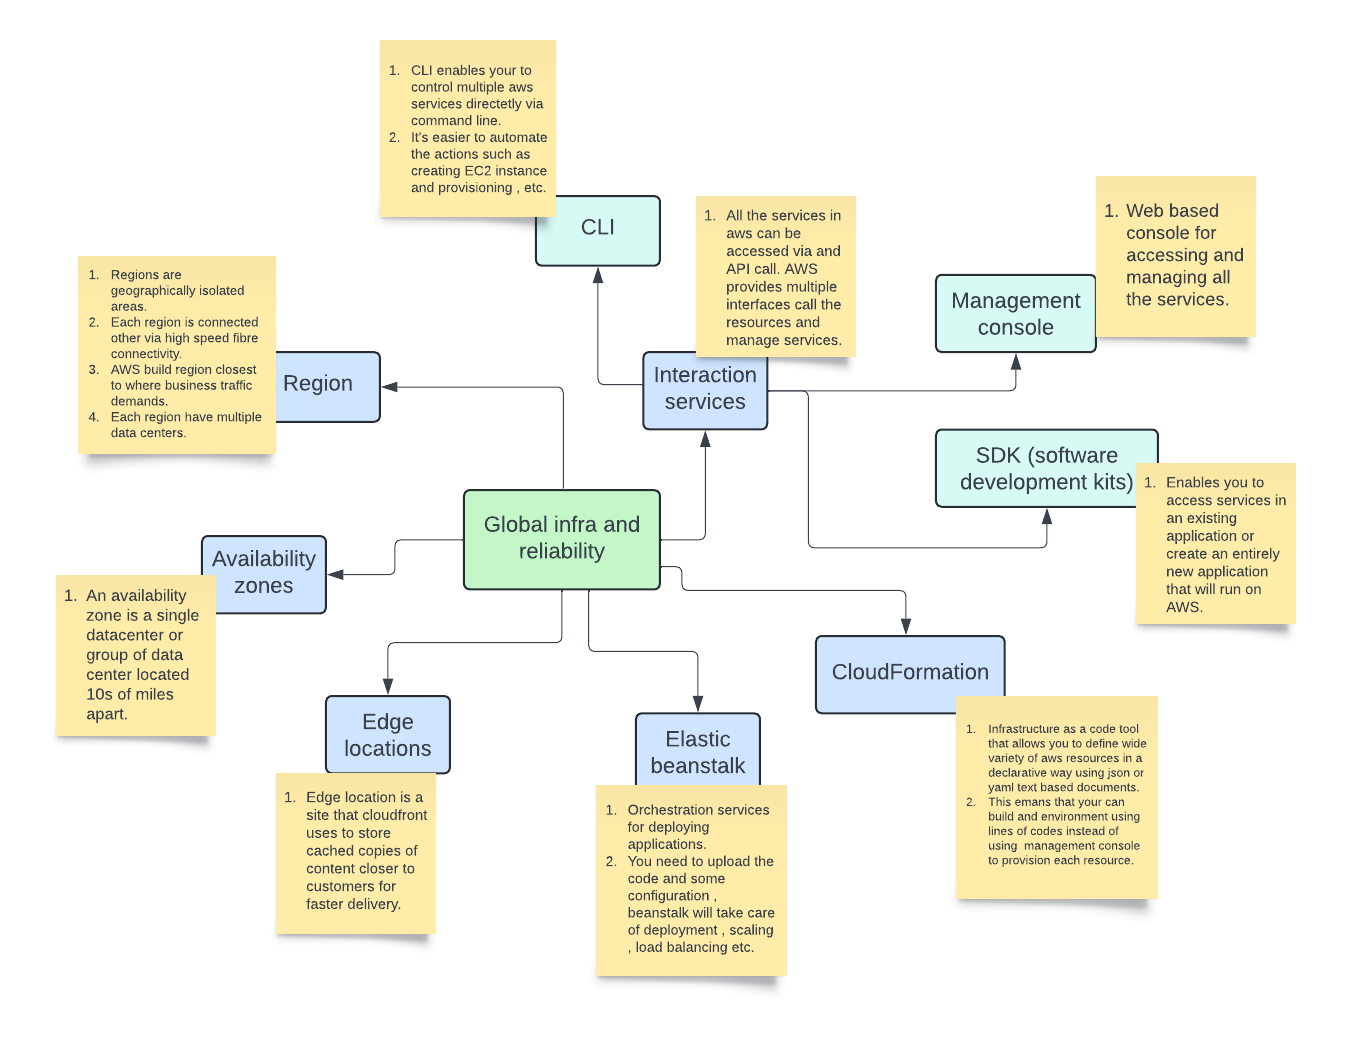 1. CLI enables your to
control multiple aws
services directetly via
command line.
2. It's easier to automate
the actions such as
creating EC2 instance
and provisioning , etc.
CLI
1. All the services in
aws can be
accessed via and
API call. AWS
provides multiple
interfaces call the
resources and
manage services.
1. Web based
console for
accessing and
managing all
the services.
Management
console
1. Regions are
geographically isolated
areas.
2. Each region is connected
other via high speed fibre
connectivity.
3. AWS build region closest
to where business traffic
demands.
4. Each region have multiple
data centers.
Region
Interaction
services
SDK (software
development kits)
1. Enables you to
access services in
an existing
application or
create an entirely
new application
that will run on
AWS.
Global infra and
reliability
Availability
zones
1. An availability
zone is a single
datacenter or
group of data
center located
10s of miles
apart.
CloudFormation
1. Infrastructure as a code tool
that allows you to define wide
variety of aws resources in a
declarative way using json or
yaml text based documents.
2. This emans that your can
build and environment using
lines of codes instead of
using  management console
to provision each resource.
Edge
locations
1. Edge location is a
site that cloudfront
uses to store
cached copies of
content closer to
customers for
faster delivery.
Elastic
beanstalk
1. Orchestration services
for deploying
applications.
2. You need to upload the
code and some
configuration ,
beanstalk will take care
of deployment , scaling
, load balancing etc.